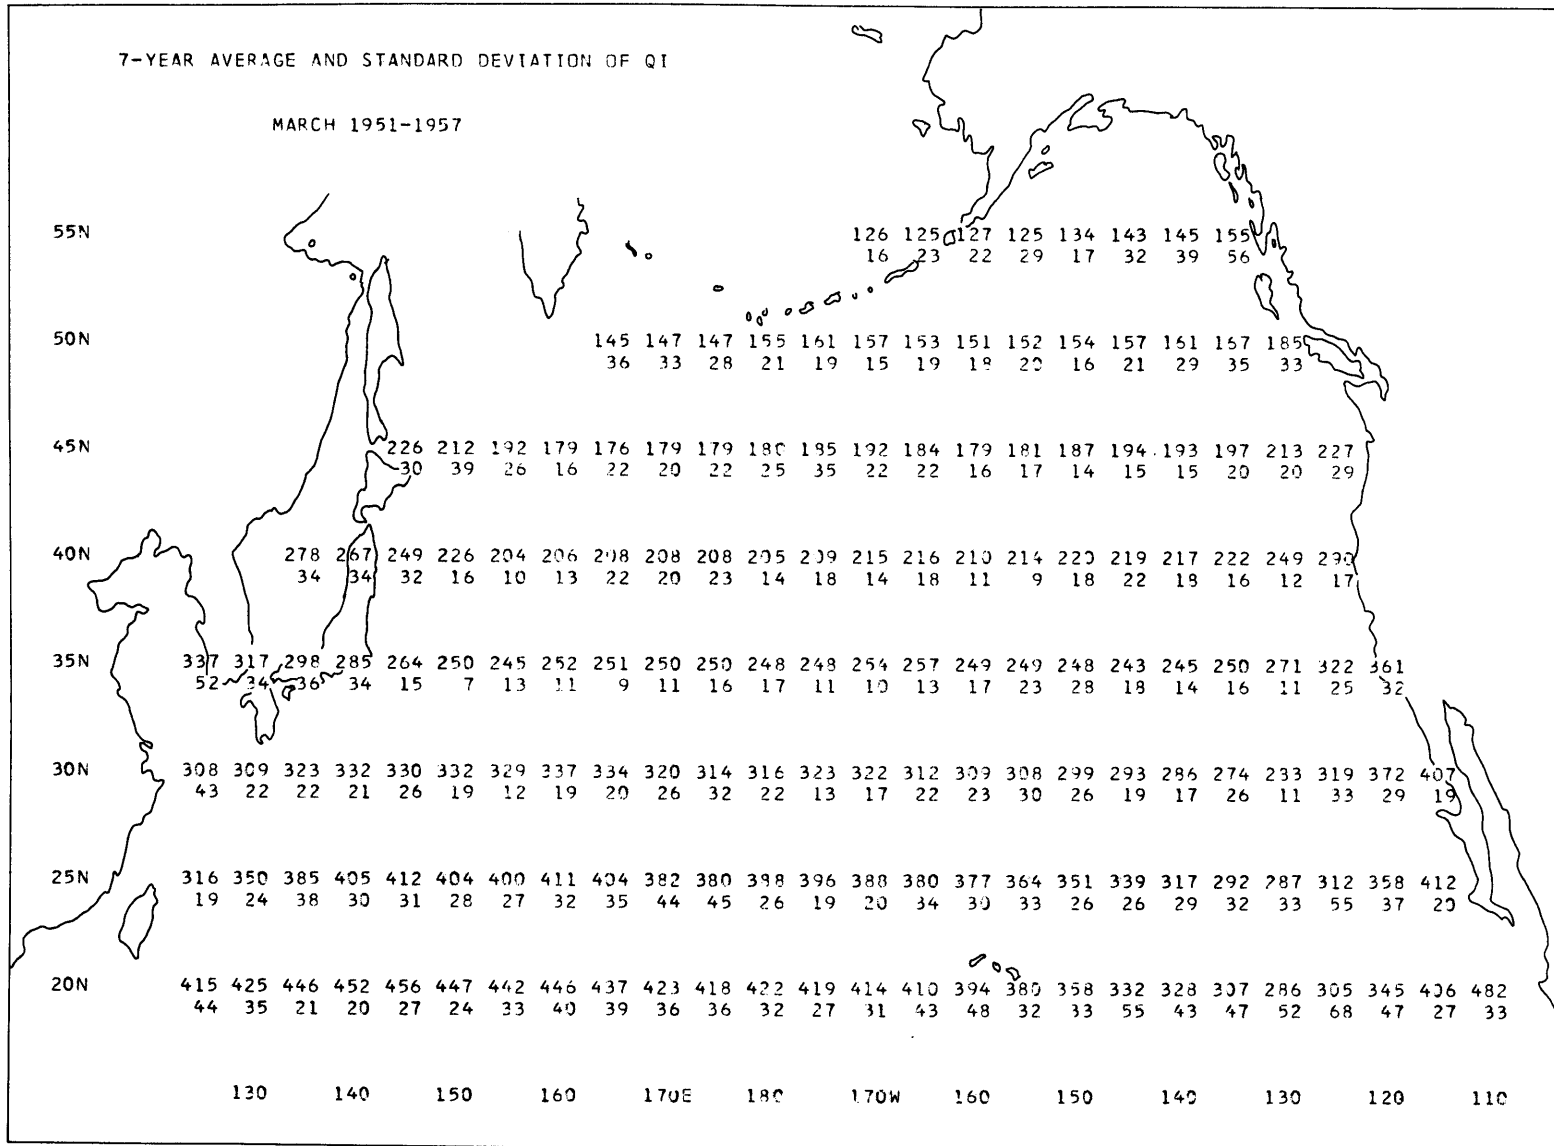 7-YEAR AVERAGE AND STANDARD DEVIATION OF QI
MARCH 1951-1957
55N 126 125 127 125 134 143 145 155
16 23 22 29 17 32 39 56
50N 145 147 147 155 161 157 153 151 152 154 157 161 167 185
36 33 28 21 19 15 19 18 20 16 21 29 35 33
45N 226 212 192 179 176 179 179 180 185 192 184 179 181 187 194 193 197 213 227
30 39 26 16 22 20 22 25 35 22 22 16 17 14 15 15 20 20 29
40N 278 267 249 226 204 206 208 208 208 205 209 215 216 210 214 220 219 217 222 249 290
34 34 32 16 10 13 22 20 23 14 18 14 18 11 9 18 22 18 16 12 17
35N 337 317 298 285 264 250 245 252 251 250 250 248 248 254 257 249 249 248 243 245 250 271 322 361
52 34 36 34 15 7 13 11 9 11 16 17 11 10 13 17 23 28 18 14 16 11 25 32
30N 308 309 323 332 330 332 329 337 334 320 314 316 323 322 312 309 308 299 293 286 274 283 319 372 407
43 22 22 21 26 19 12 19 20 26 32 22 13 17 22 23 30 26 19 17 26 11 33 29 19
25N 316 350 385 405 412 404 400 411 404 382 380 398 396 388 380 377 364 351 339 317 292 287 312 358 412
19 24 38 30 31 28 27 32 35 44 45 26 19 20 34 30 33 26 26 29 32 33 55 37 20
20N 415 425 446 452 456 447 442 446 437 423 418 422 419 414 410 394 380 358 332 328 307 286 305 345 406 482
44 35 21 20 27 24 33 40 39 36 36 32 27 31 43 48 32 33 55 43 47 52 68 47 27 33
130 140 150 160 170E 180 170W 160 150 140 130 120 110